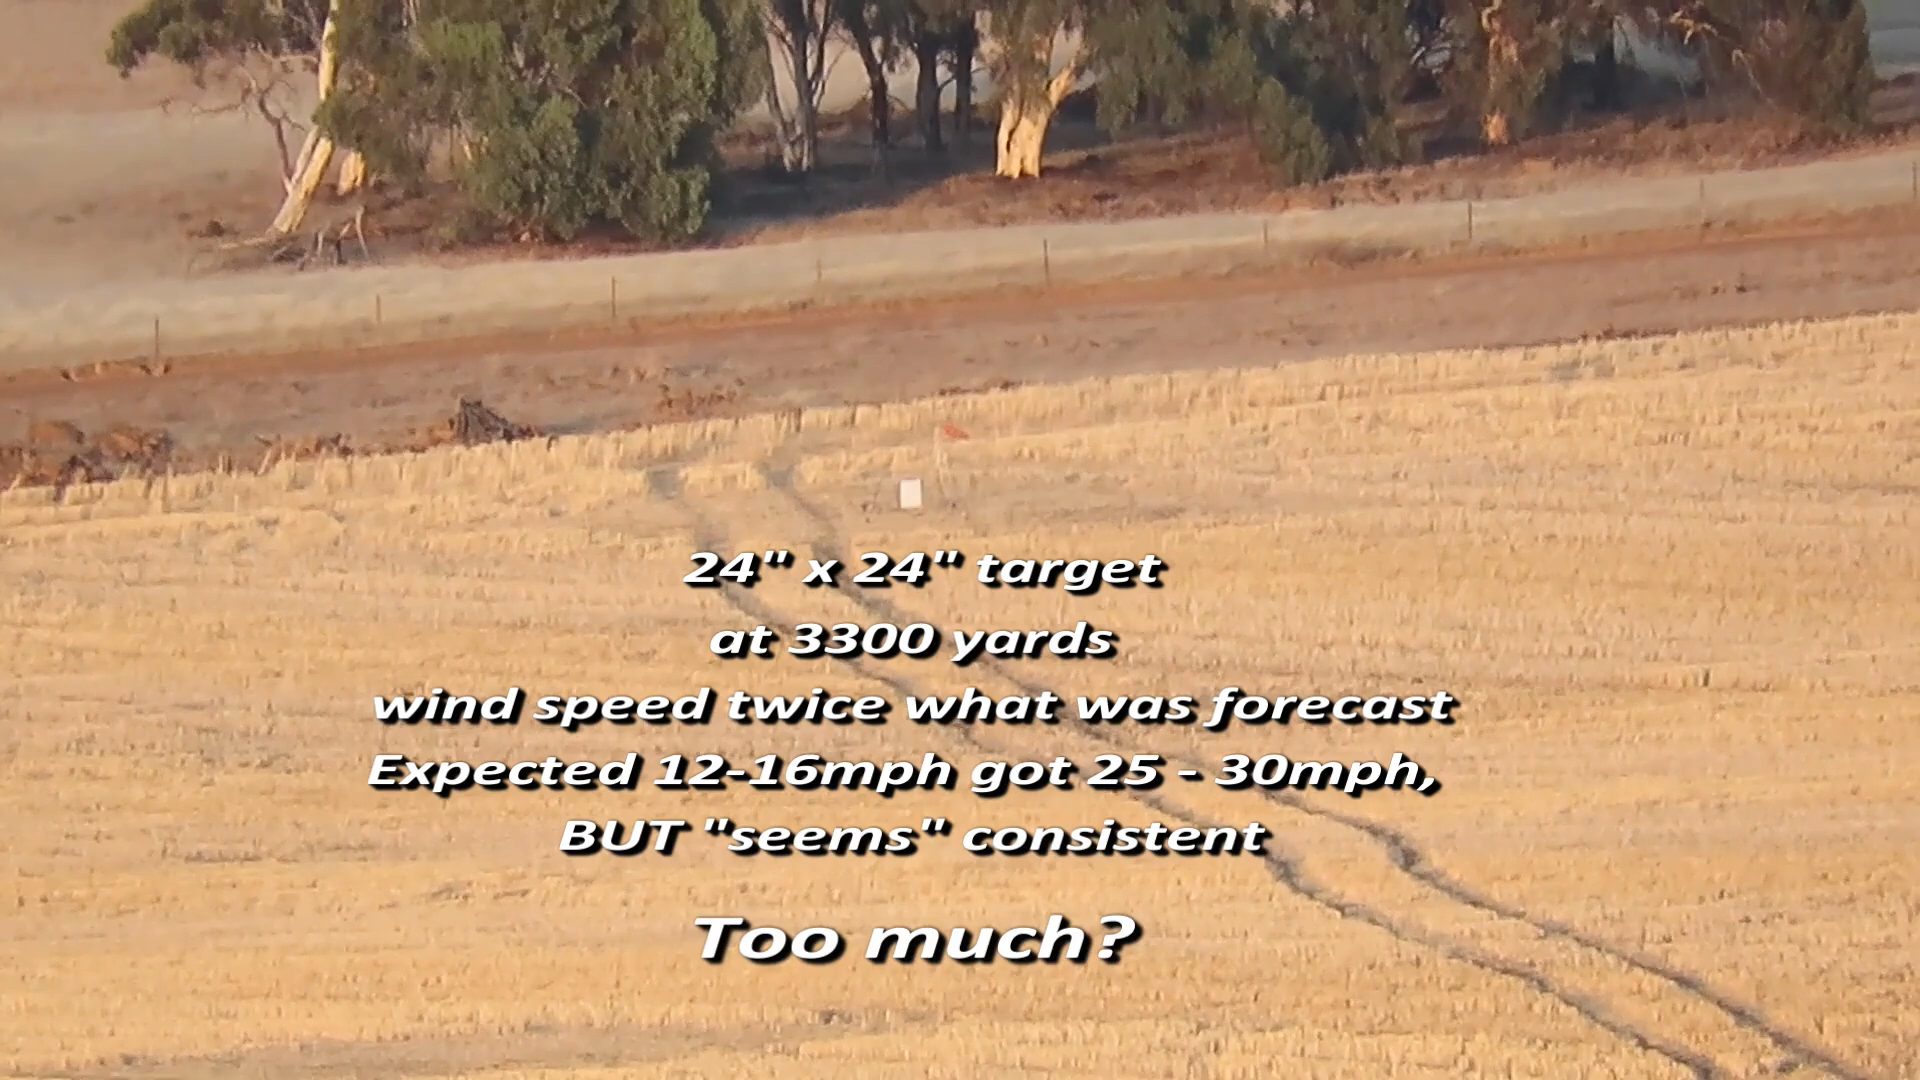 24" x 24" target
at 3300 yards
wind speed twice what was forecast
Expected 12-16mph got 25 - 30mph,
BUT "seems" consistent
Too much?